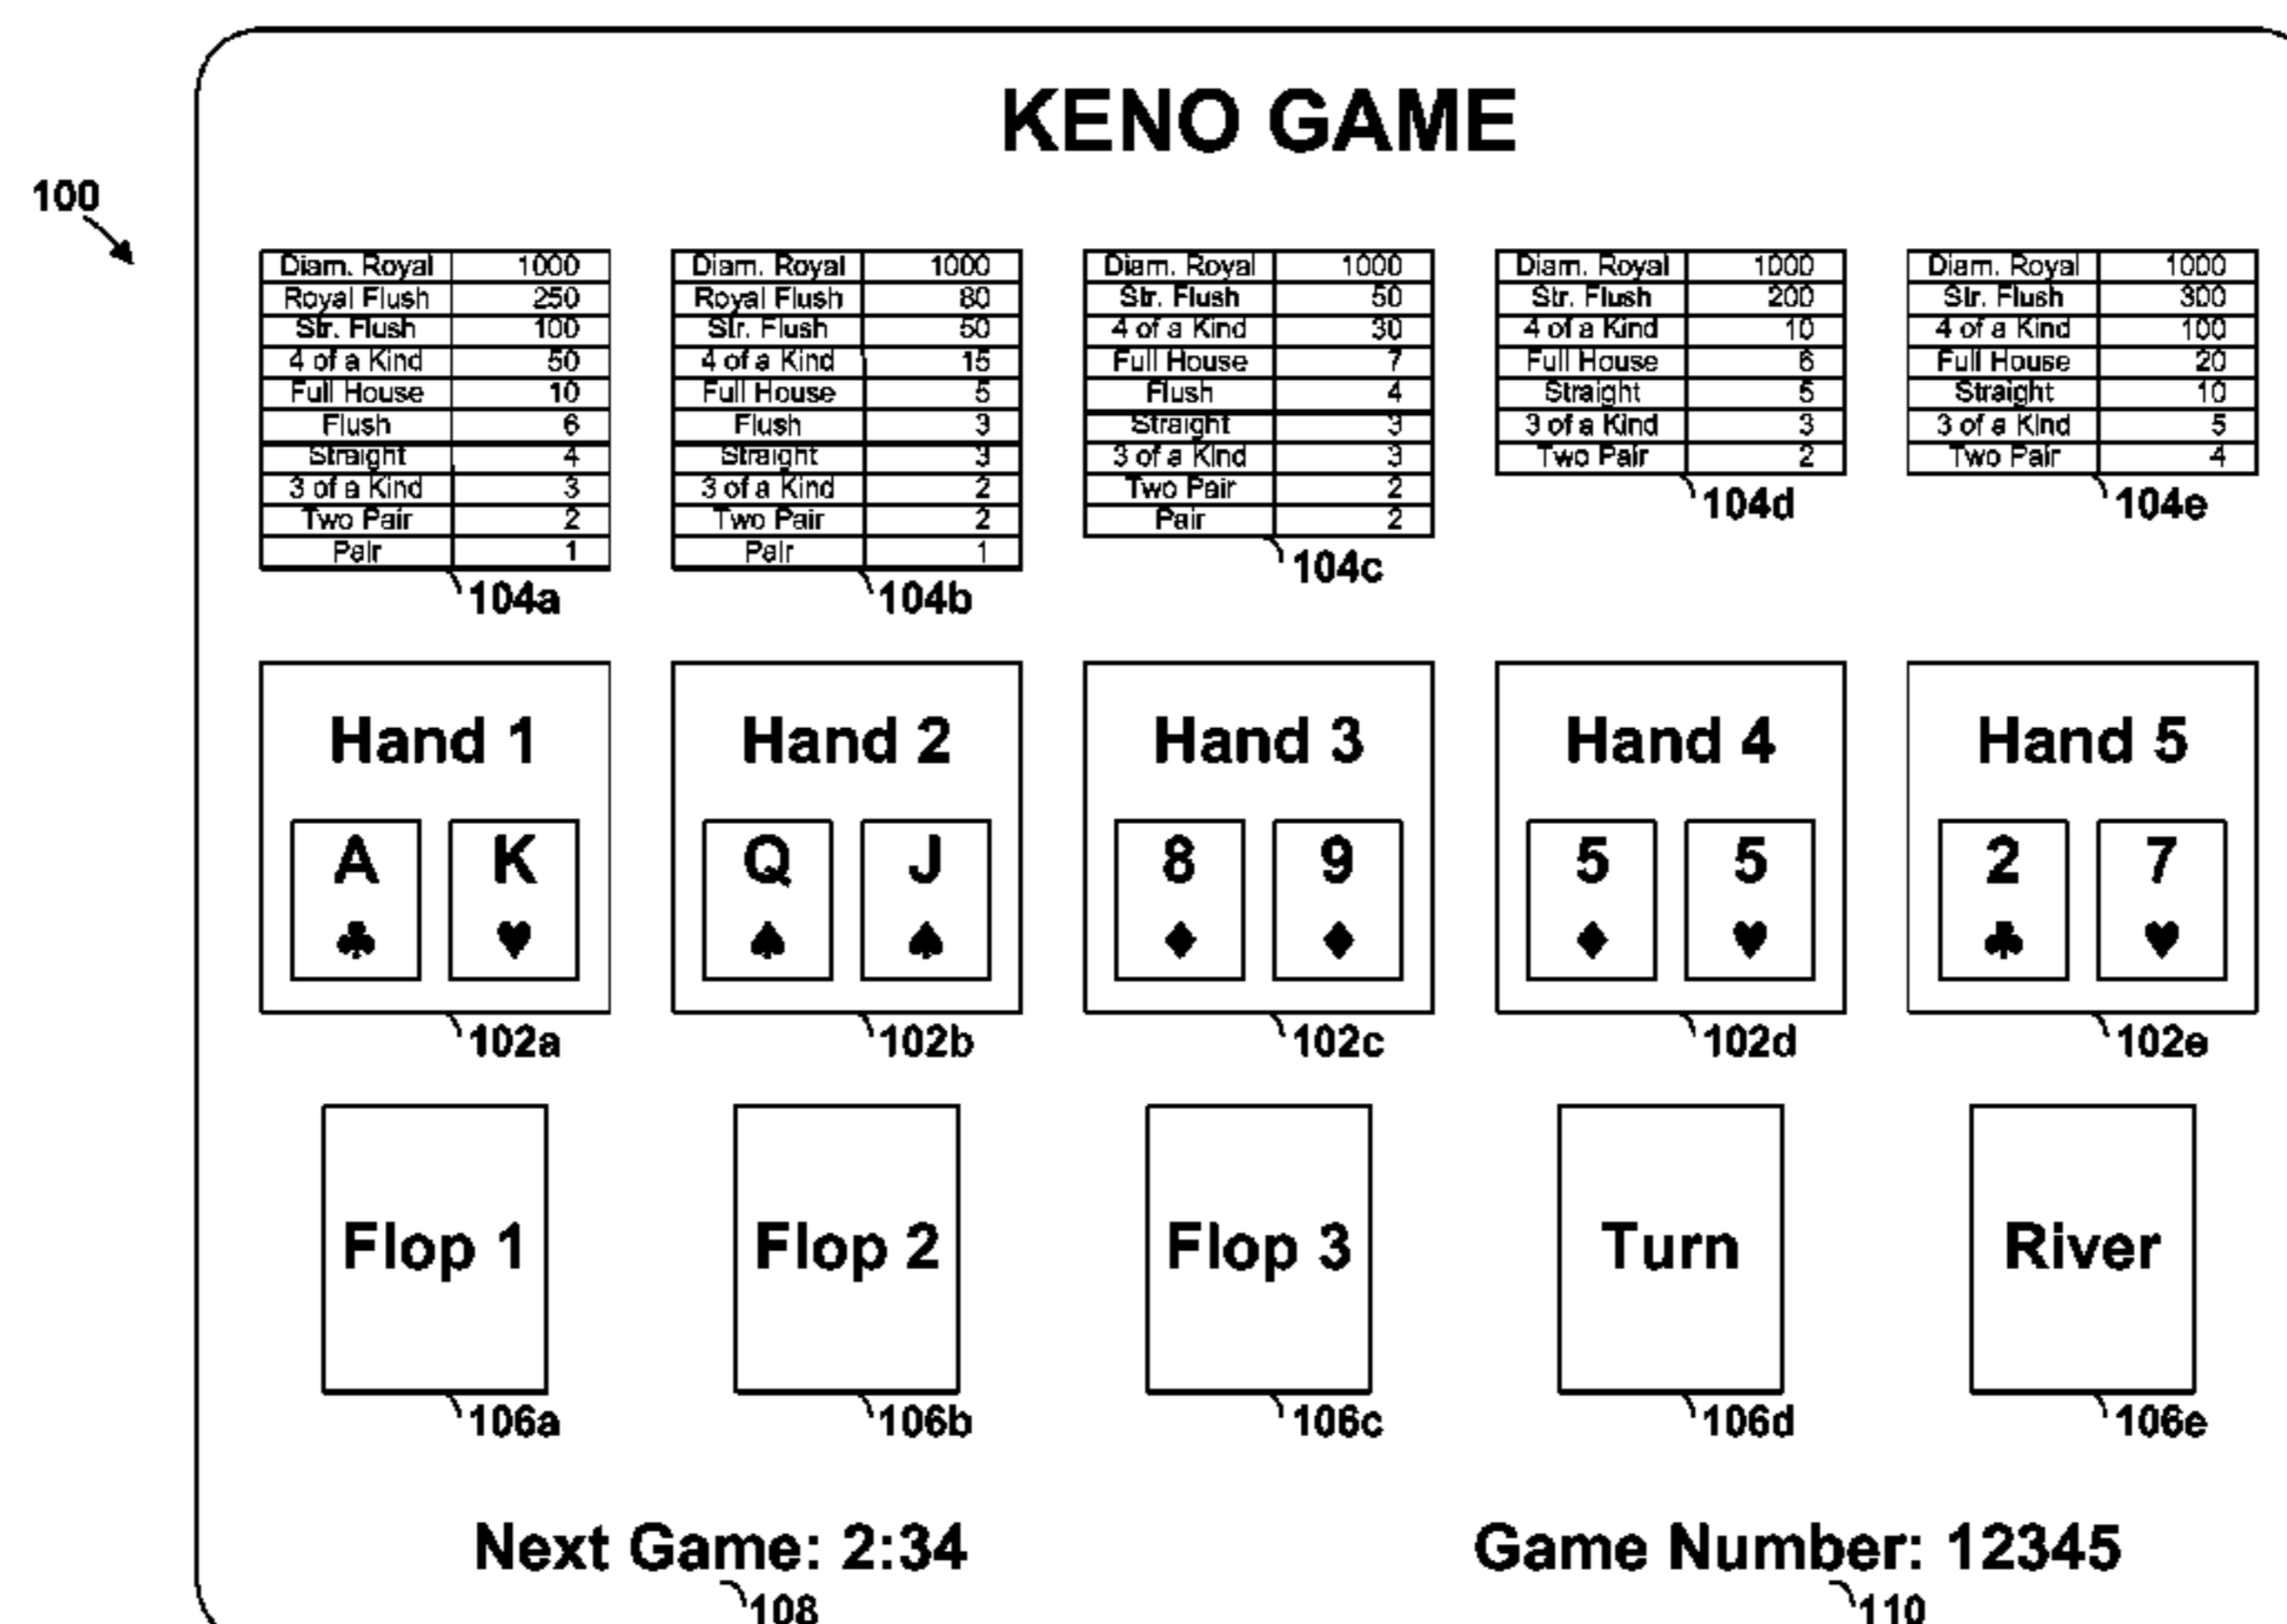 KENO GAME
100
Diam. Royal 1000
Royal Flush 250
Str. Flush 100
4 of a Kind 50
Full House 10
Flush 6
Straight 4
3 of a Kind 3
Two Pair 2
Pair 1
104a
Diam. Royal 1000
Royal Flush 80
Str. Flush 50
4 of a Kind 15
Full House 5
Flush 3
Straight 3
3 of a Kind 2
Two Pair 2
Pair 1
104b
Diam. Royal 1000
Str. Flush 50
4 of a Kind 30
Full House 7
Flush 4
Straight 3
3 of a Kind 3
Two Pair 2
Pair 2
104c
Diam. Royal 1000
Str. Flush 200
4 of a Kind 10
Full House 6
Straight 5
3 of a Kind 3
Two Pair 2
104d
Diam. Royal 1000
Str. Flush 300
4 of a Kind 100
Full House 20
Straight 10
3 of a Kind 5
Two Pair 4
104e
Hand 1
A K
102a
Hand 2
Q J
102b
Hand 3
8 9
102c
Hand 4
5 5
102d
Hand 5
2 7
102e
Flop 1
106a
Flop 2
106b
Flop 3
106c
Turn
106d
River
106e
Next Game: 2:34
108
Game Number: 12345
110